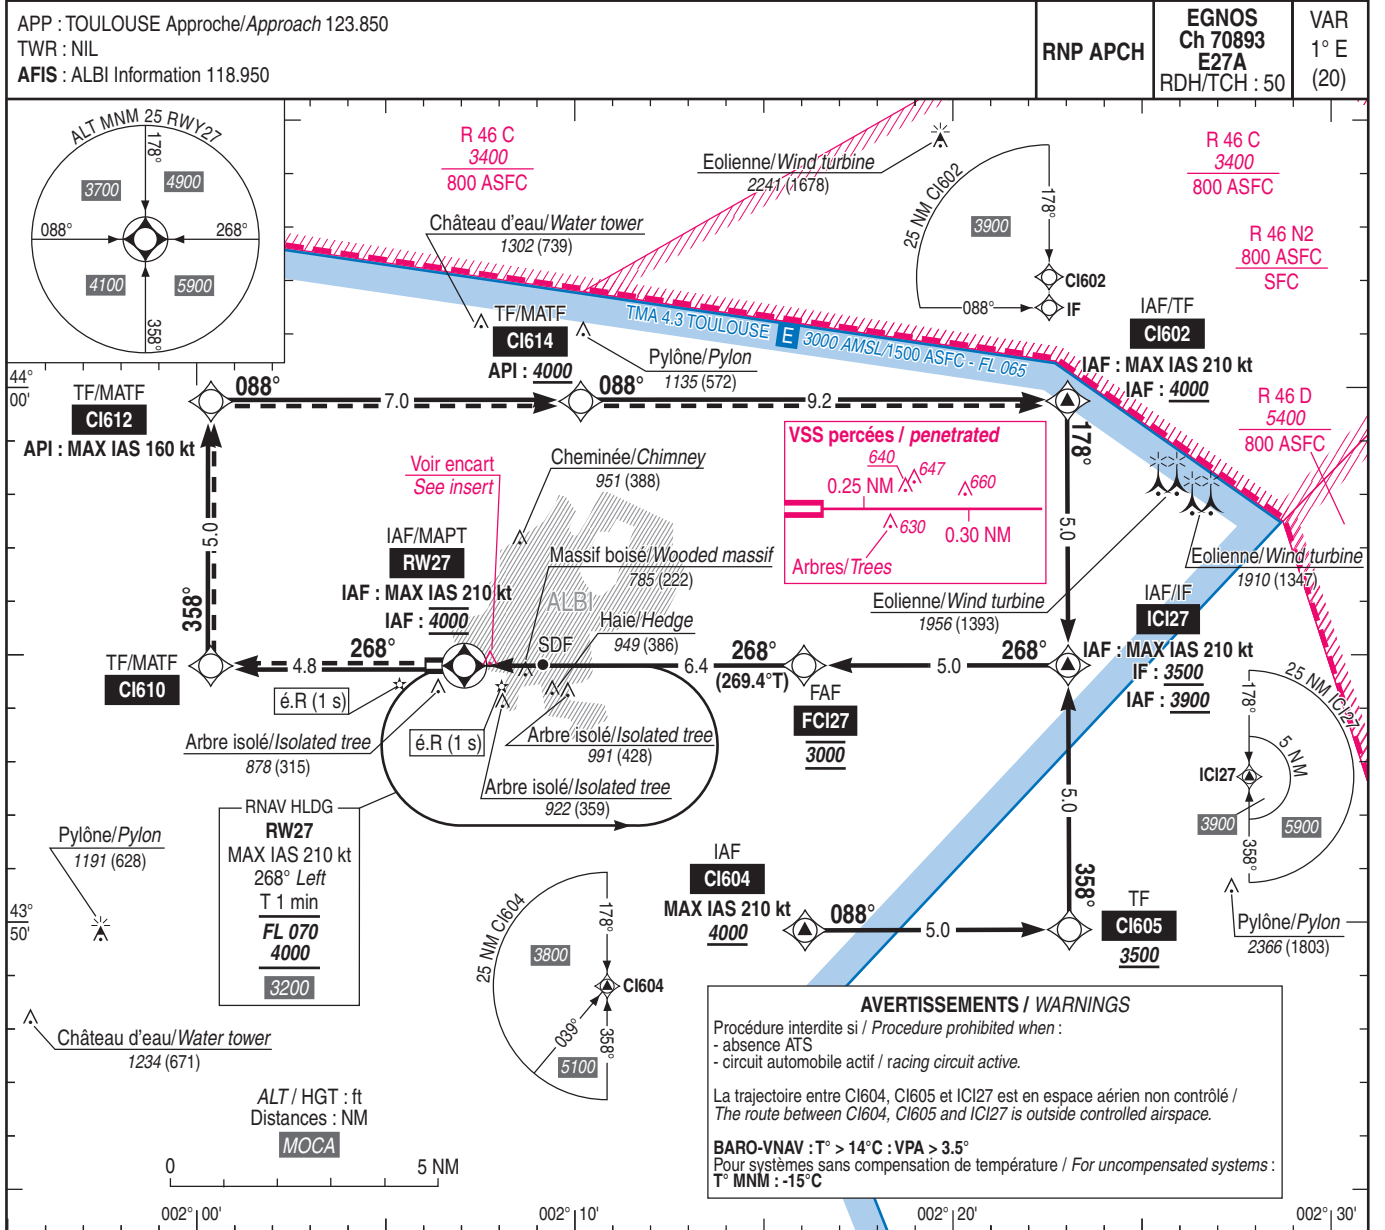 APP : TOULOUSE Approche/Approach 123.850
TWR : NIL
AFIS : ALBI Information 118.950
RNP APCH
EGNOS
Ch 70893
E27A
RDH/TCH : 50
VAR
1° E
(20)
ALT MNM 25 RWY27
178°
3700
4900
088°
268°
4100
5900
358°
R 46 C
3400
800 ASFC
Eolienne/Wind turbine
2241 (1678)
Château d'eau/Water tower
1302 (739)
25 NM CI602
178°
3900
CI602
088°
IF
R 46 C
3400
800 ASFC
R 46 N2
800 ASFC
SFC
TMA 4.3 TOULOUSE E 3000 AMSL/1500 ASFC - FL 065
TF/MATF
CI614
API : 4000
Pylône/Pylon
1135 (572)
IAF/TF
CI602
IAF : MAX IAS 210 kt
IAF : 4000
44°
00'
TF/MATF
CI612
API : MAX IAS 160 kt
088°
7.0
088°
9.2
178°
R 46 D
5400
800 ASFC
VSS percées / penetrated
640
647
0.25 NM
660
630
0.30 NM
Arbres/Trees
Voir encart
See insert
Cheminée/Chimney
951 (388)
5.0
358°
5.0
IAF/MAPT
RW27
IAF : MAX IAS 210 kt
IAF : 4000
Massif boisé/Wooded massif
785 (222)
ALBI
Haie/Hedge
949 (386)
SDF
Eolienne/Wind turbine
1956 (1393)
Eolienne/Wind turbine
1910 (1347)
IAF/IF
ICI27
IAF : MAX IAS 210 kt
IF : 3500
IAF : 3900
TF/MATF
CI610
4.8
268°
6.4
268°
(269.4°T)
5.0
268°
FAF
FCI27
3000
é.R (1 s)
é.R (1 s)
Arbre isolé/Isolated tree
878 (315)
Arbre isolé/Isolated tree
991 (428)
Arbre isolé/Isolated tree
922 (359)
25 NM ICI27
178°
5 NM
ICI27
3900
5900
358°
RNAV HLDG
RW27
MAX IAS 210 kt
268° Left
T 1 min
FL 070
4000
3200
Pylône/Pylon
1191 (628)
5.0
358°
IAF
CI604
MAX IAS 210 kt
4000
088°
5.0
TF
CI605
3500
Pylône/Pylon
2366 (1803)
43°
50'
25 NM CI604
178°
3800
CI604
039°
358°
5100
Château d'eau/Water tower
1234 (671)
ALT / HGT : ft
Distances : NM
MOCA
0
5 NM
AVERTISSEMENTS / WARNINGS
Procédure interdite si / Procedure prohibited when :
- absence ATS
- circuit automobile actif / racing circuit active.
La trajectoire entre CI604, CI605 et ICI27 est en espace aérien non contrôlé /
The route between CI604, CI605 and ICI27 is outside controlled airspace.
BARO-VNAV : T° > 14°C : VPA > 3.5°
Pour systèmes sans compensation de température / For uncompensated systems :
T° MNM : -15°C
002° 00'
002° 10'
002° 20'
002° 30'